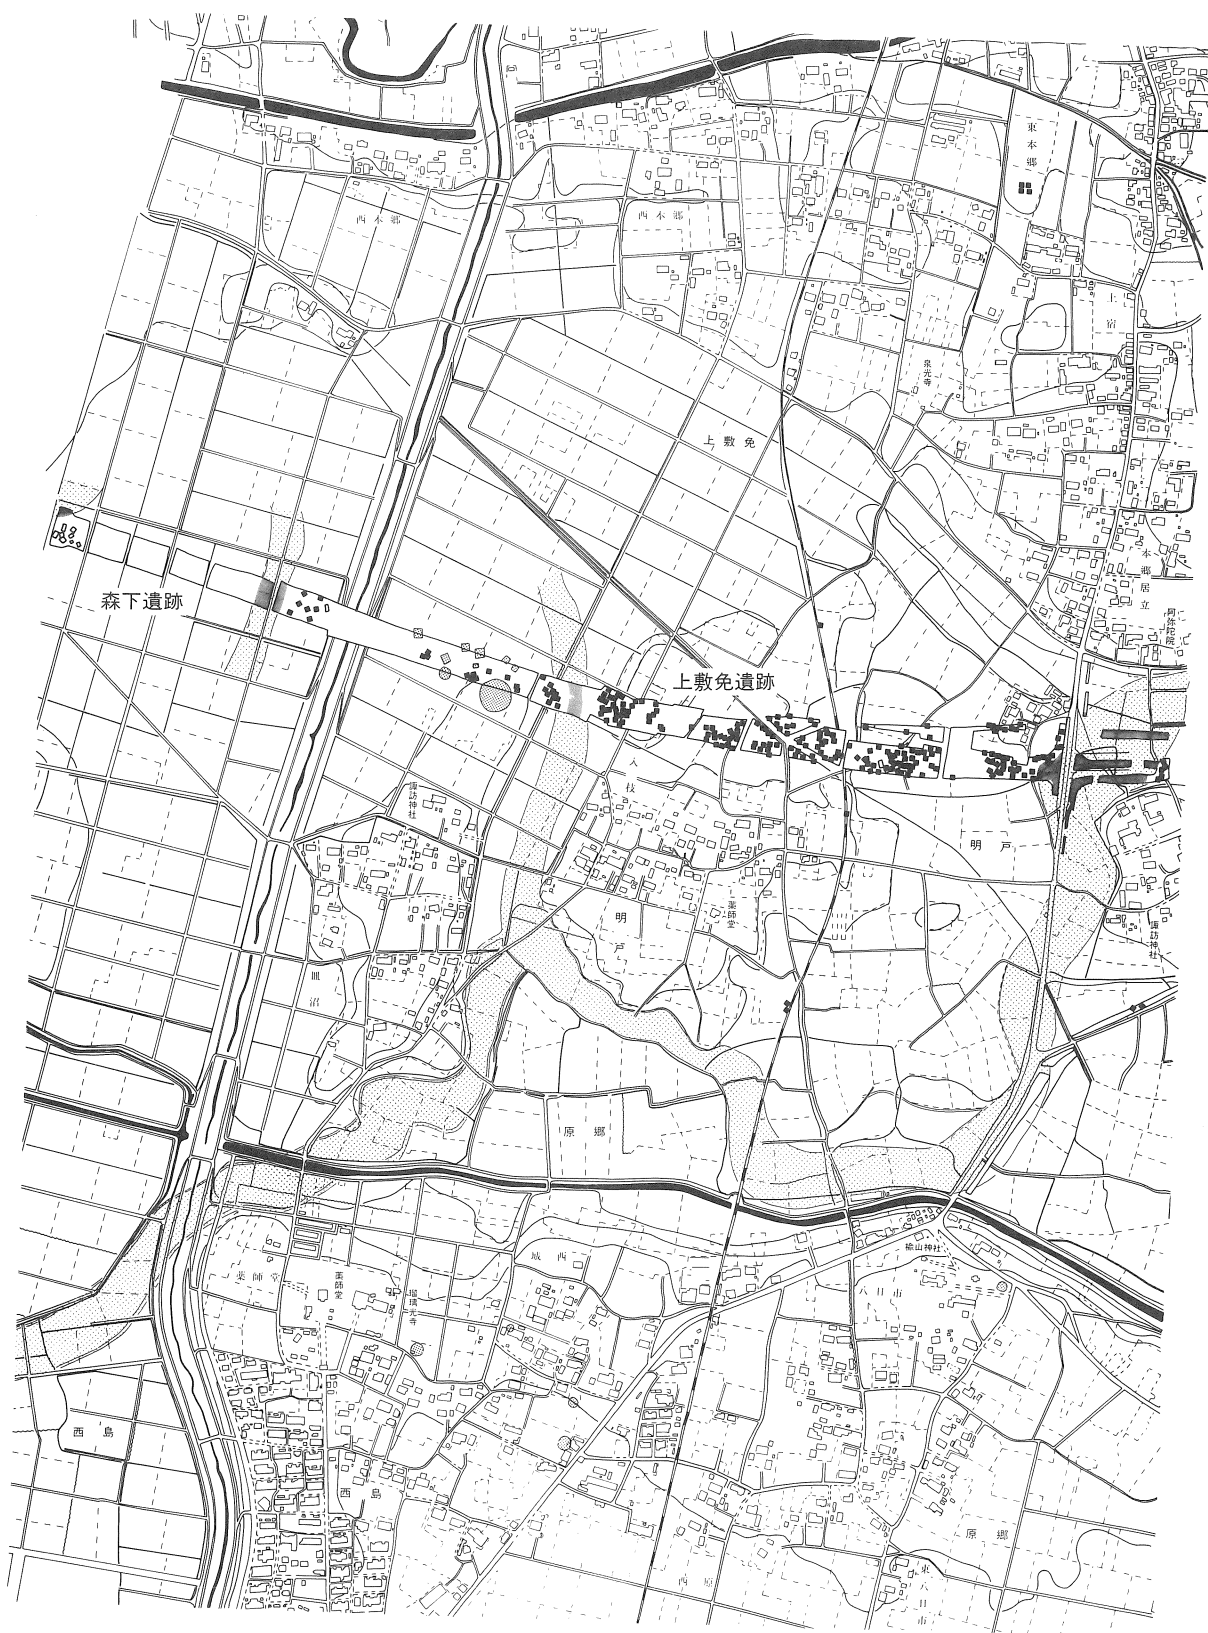 東本郷
西本郷
西本郷
上宿
泉光寺
上敷免
本郷居立
阿弥陀院
森下遺跡
上敷免遺跡
諏訪神社
入枝
明戸
明戸
薬師堂
諏訪神社
皿沼
原郷
楡山神社
城西
薬師堂
薬師堂
瑠璃光寺
八日市
西島
西島
原郷
西原
東八日市